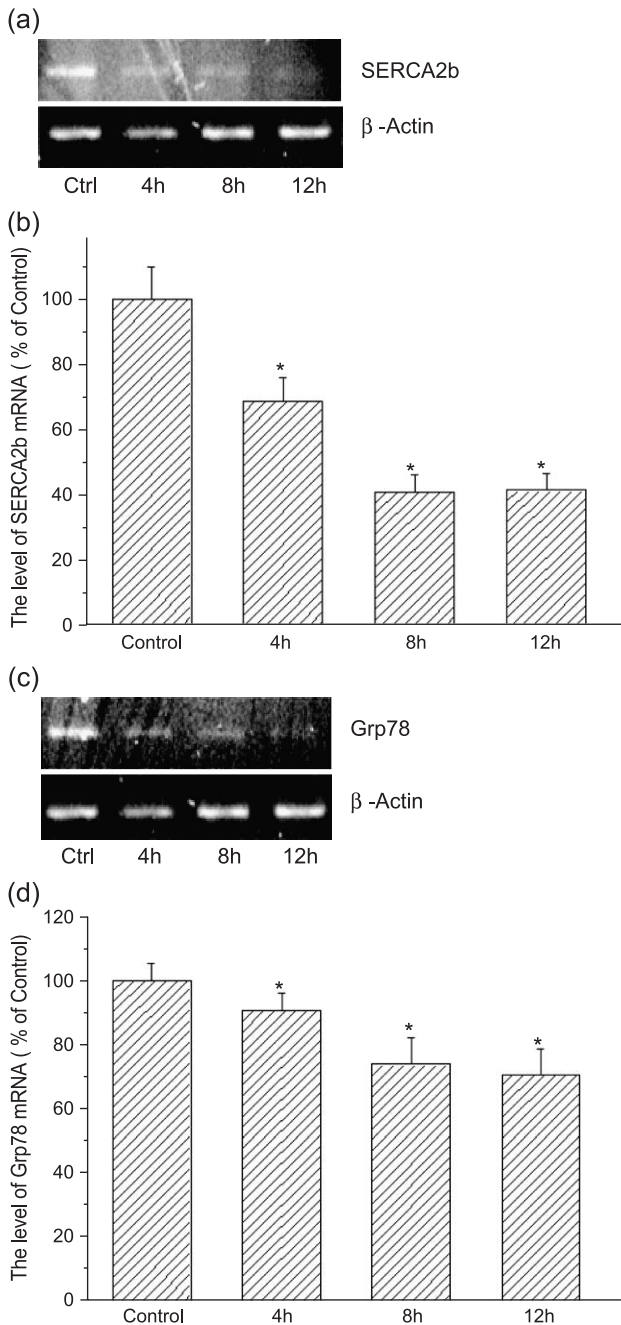 (a)
SERCA2b
β -Actin
Ctrl 4h 8h 12h
(b)
The level of SERCA2b mRNA ( % of Control)
100
80
60
40
20
0
* * *
Control 4h 8h 12h
(c)
Grp78
β -Actin
Ctrl 4h 8h 12h
(d)
The level of Grp78 mRNA ( % of Control)
120
100
80
60
40
20
0
* * *
Control 4h 8h 12h